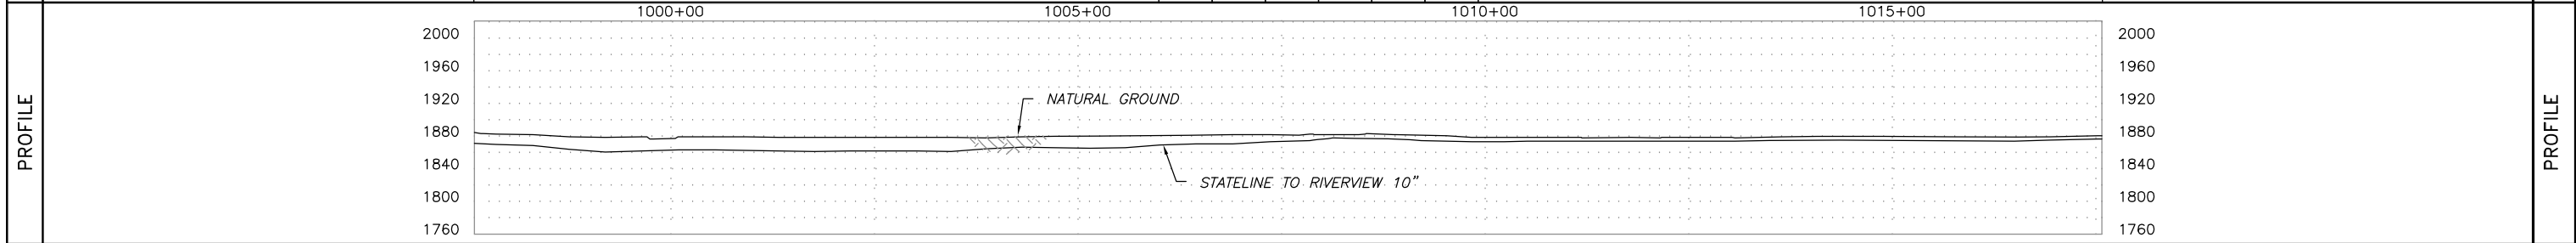 1000+00 1005+00 1010+00 1015+00
2000 2000
1960 1960
1920 NATURAL GROUND 1920
1880 1880
PROFILE PROFILE
1840 1840
STATELINE TO RIVERVIEW 10"
1800 1800
1760 1760